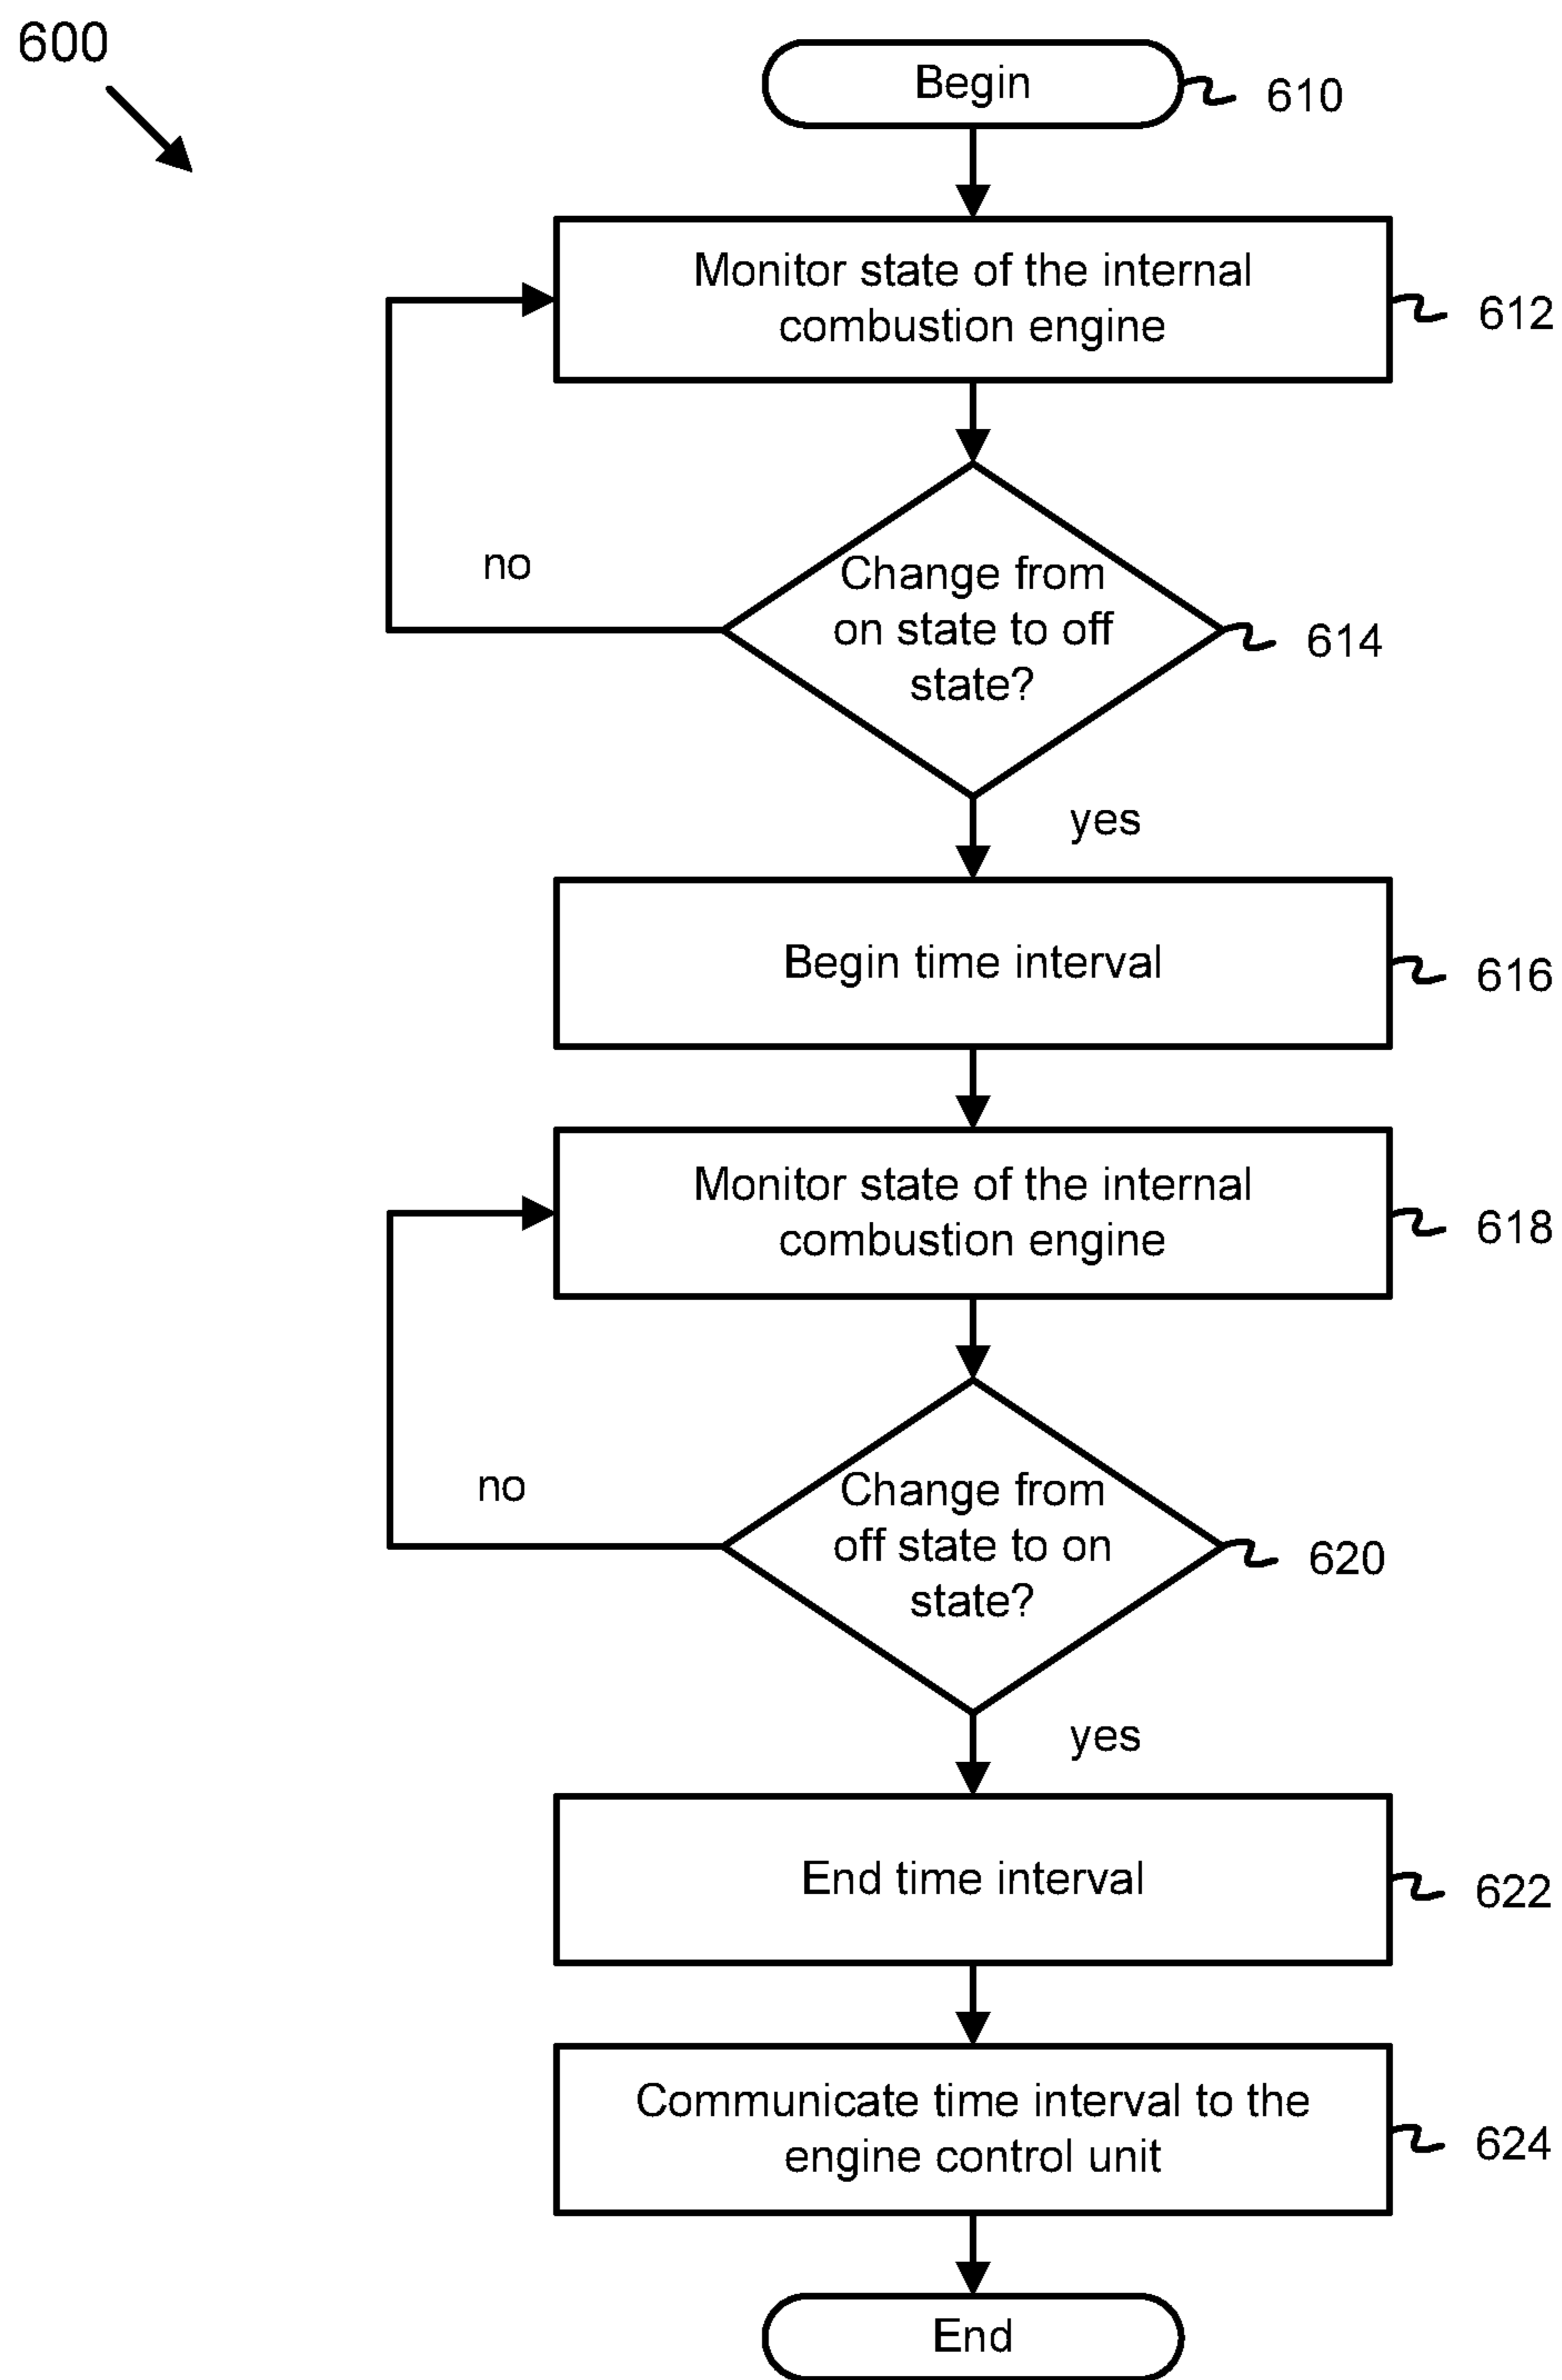 600
Begin
610
Monitor state of the internal
combustion engine
612
Change from
on state to off
state?
no
614
yes
Begin time interval
616
Monitor state of the internal
combustion engine
618
Change from
off state to on
state?
no
620
yes
End time interval
622
Communicate time interval to the
engine control unit
624
End